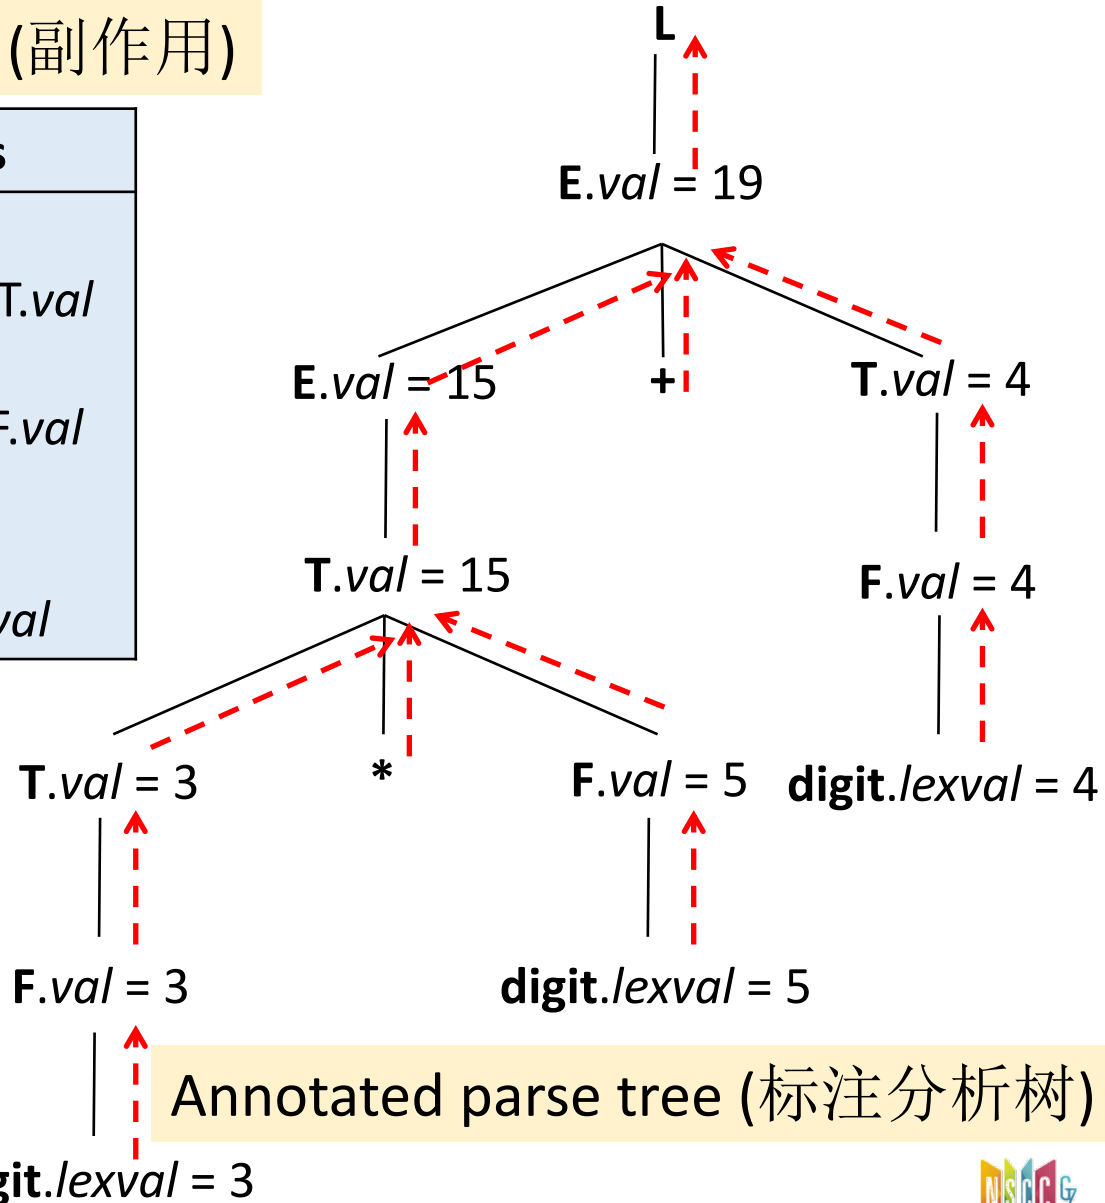 (副作用)
s
T.val
F.val
val
L
E.val = 19
E.val = 15
+
T.val = 4
T.val = 15
F.val = 4
T.val = 3
*
F.val = 5
digit.lexval = 4
F.val = 3
digit.lexval = 5
Annotated parse tree (标注分析树)
git.lexval = 3
NSCC GZ